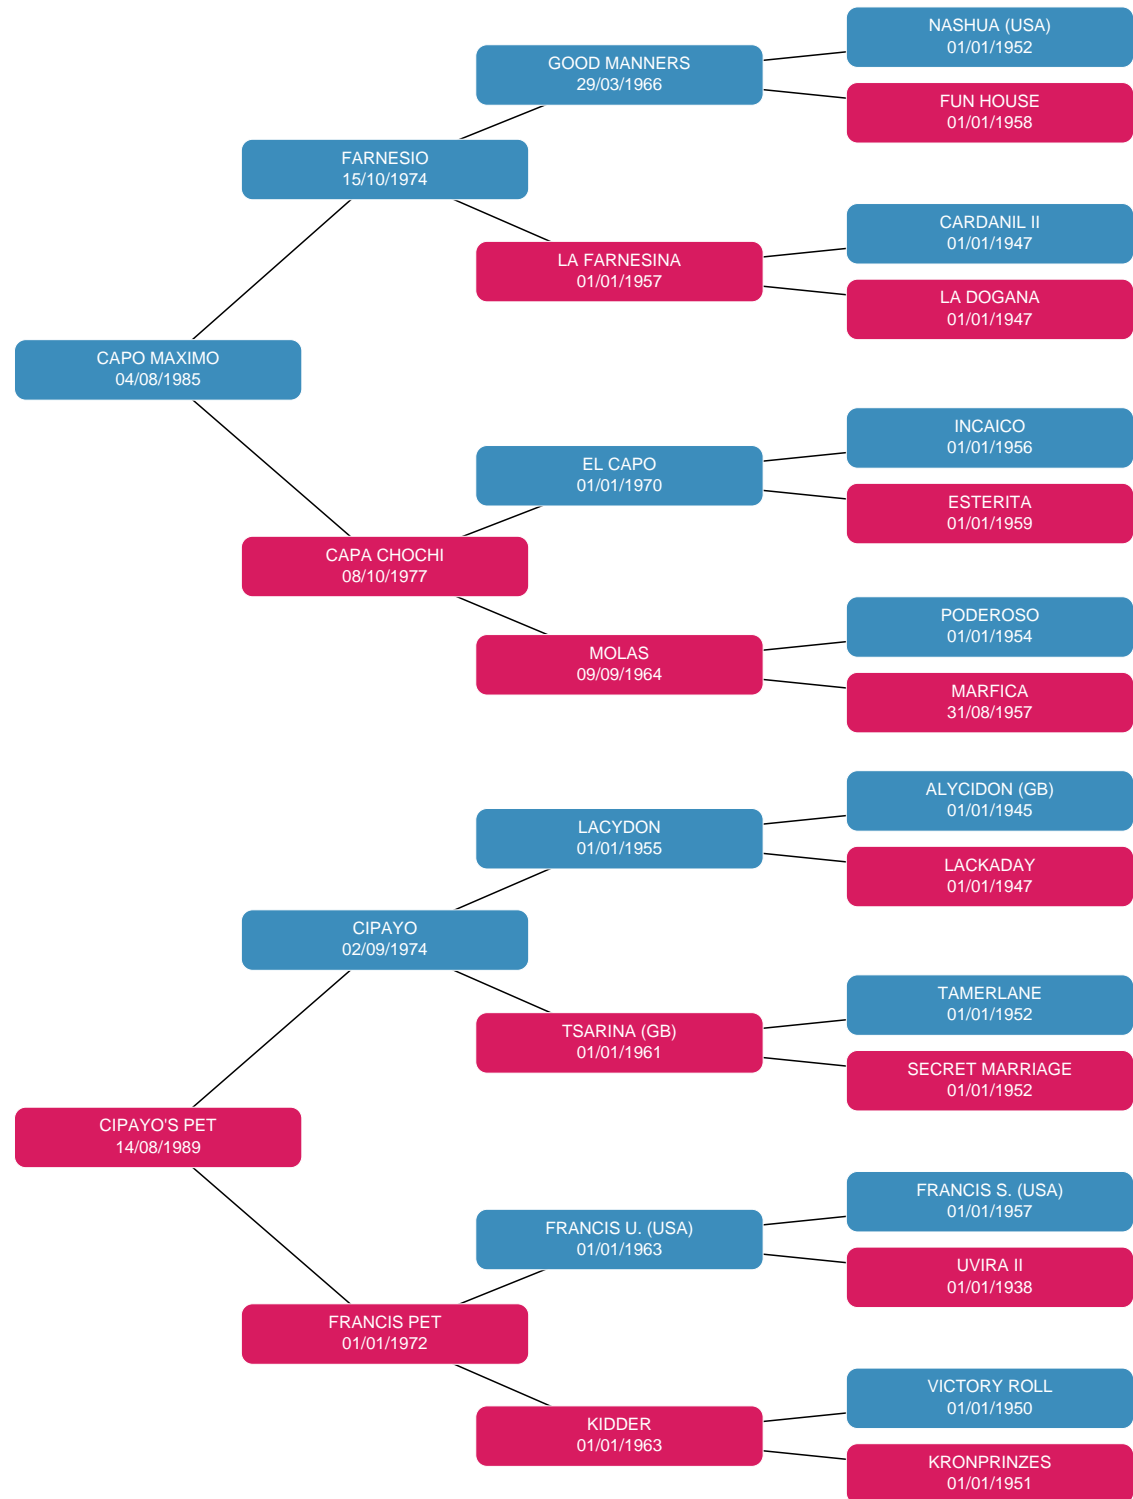 NASHUA (USA)
01/01/1952
GOOD MANNERS
29/03/1966
FUN HOUSE
01/01/1958
FARNESIO
15/10/1974
CARDANIL II
01/01/1947
LA FARNESINA
01/01/1957
LA DOGANA
01/01/1947
CAPO MAXIMO
04/08/1985
INCAICO
01/01/1956
EL CAPO
01/01/1970
ESTERITA
01/01/1959
CAPA CHOCHI
08/10/1977
PODEROSO
01/01/1954
MOLAS
09/09/1964
MARFICA
31/08/1957
ALYCIDON (GB)
01/01/1945
LACYDON
01/01/1955
LACKADAY
01/01/1947
CIPAYO
02/09/1974
TAMERLANE
01/01/1952
TSARINA (GB)
01/01/1961
SECRET MARRIAGE
01/01/1952
CIPAYO'S PET
14/08/1989
FRANCIS S. (USA)
01/01/1957
FRANCIS U. (USA)
01/01/1963
UVIRA II
01/01/1938
FRANCIS PET
01/01/1972
VICTORY ROLL
01/01/1950
KIDDER
01/01/1963
KRONPRINZES
01/01/1951